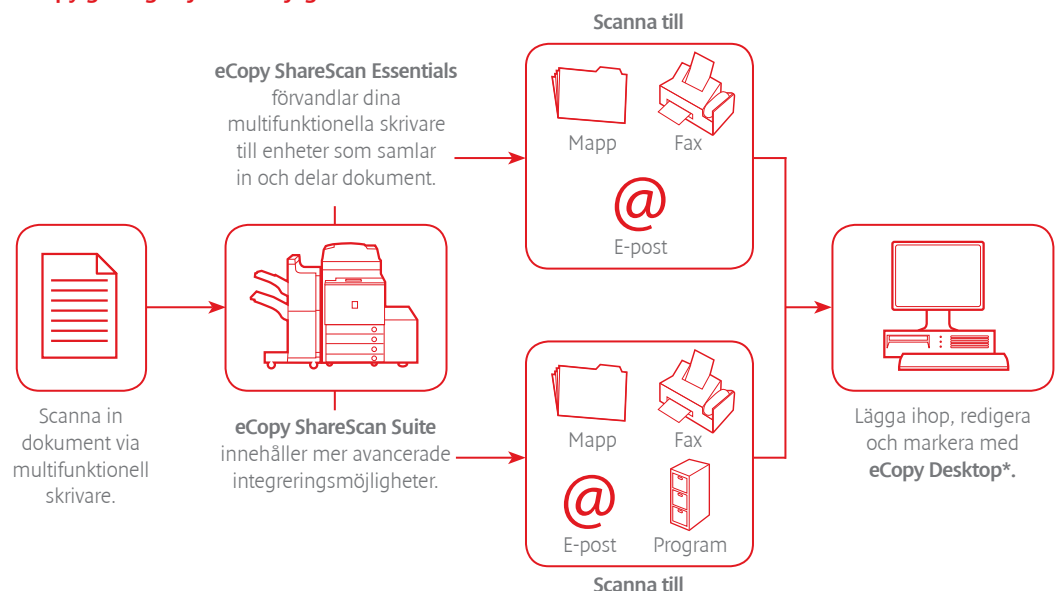 Scanna till
eCopy ShareScan Essentials
förvandlar dina
multifunktionella skrivare
till enheter som samlar
in och delar dokument.
Mapp
Fax
@
E-post
Scanna in
dokument via
multifunktionell
skrivare.
eCopy ShareScan Suite
innehåller mer avancerade
integreringsmöjligheter.
Mapp
Fax
@
E-post
Program
Scanna till
Lägga ihop, redigera
och markera med
eCopy Desktop*.